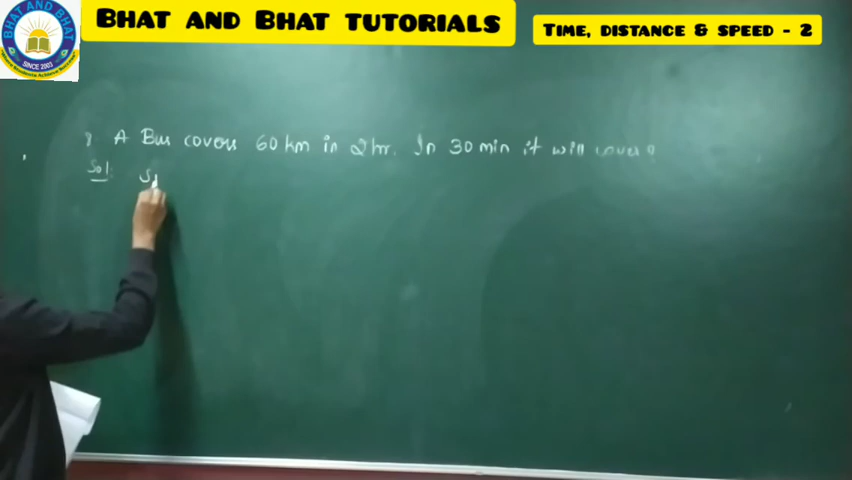 BHAT AND BHAT TUTORIALS
TIME, DISTANCE & SPEED - 2
BHAT AND BHAT
SINCE 2003
8 A Bus covers 60 km in 2 hr. In 30 min it will cover?
Sol: